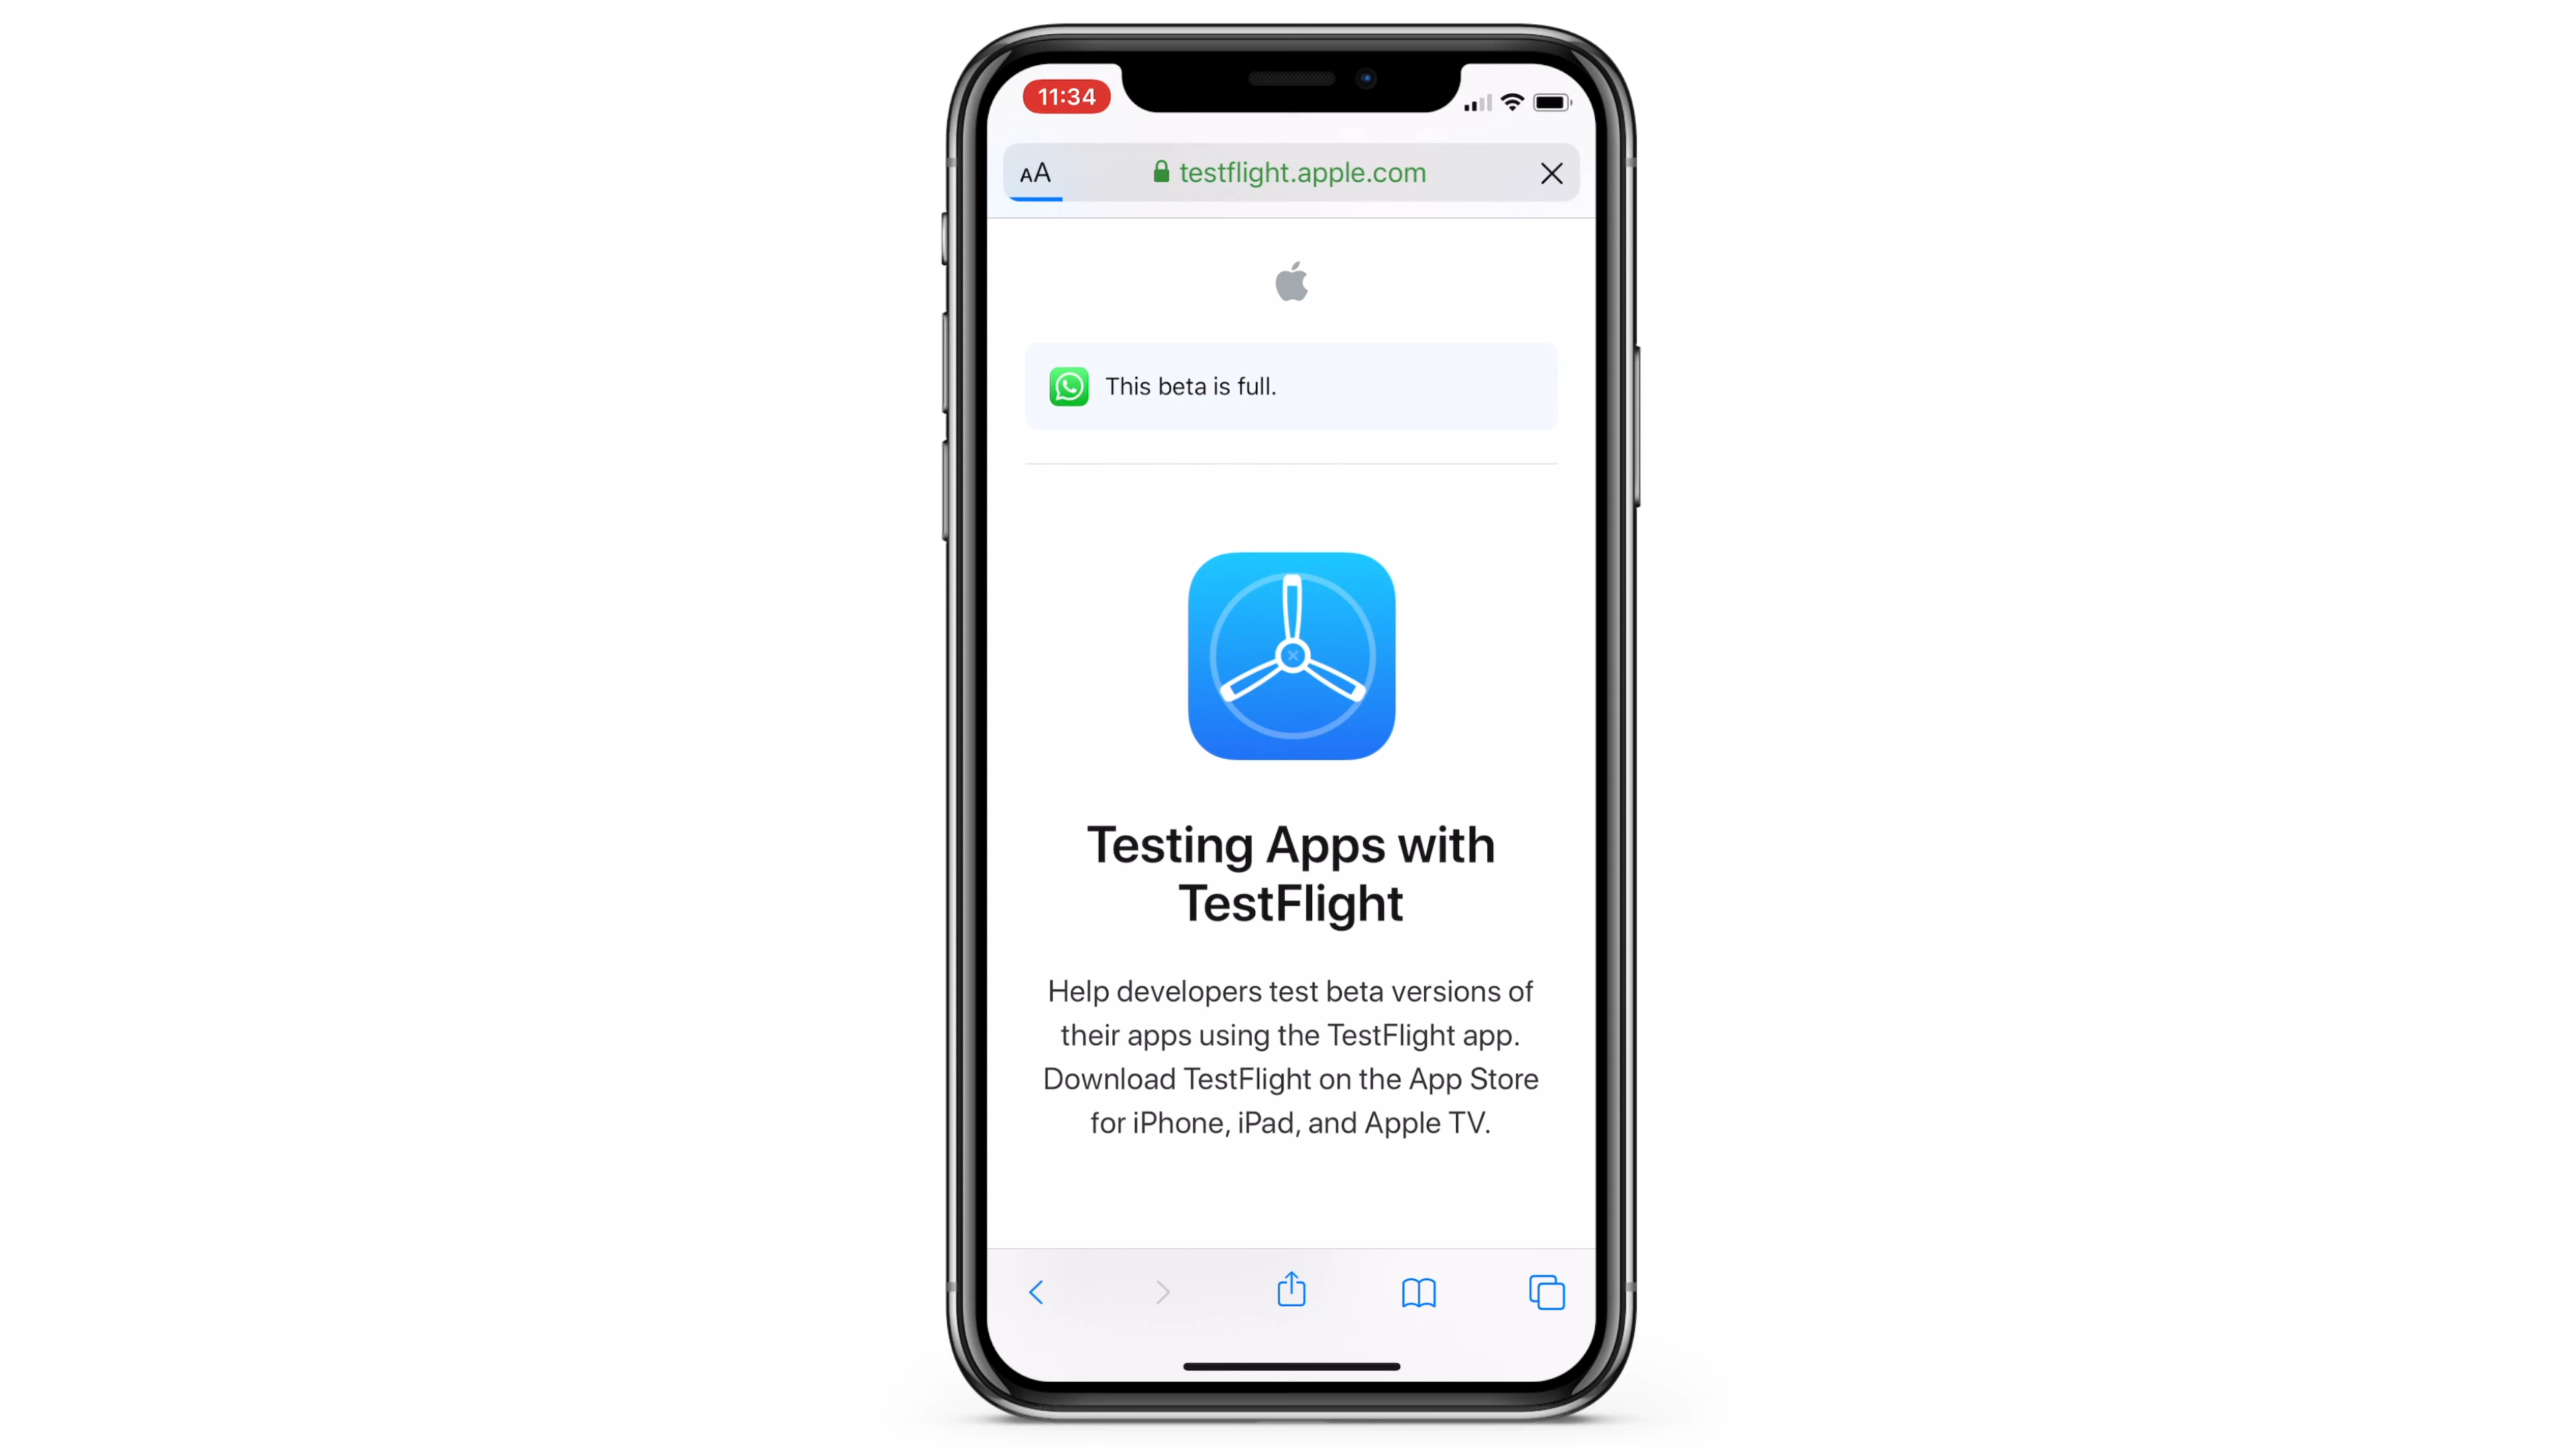 11:34
AA testflight.apple.com
This beta is full.
Testing Apps with
TestFlight
Help developers test beta versions of
their apps using the TestFlight app.
Download TestFlight on the App Store
for iPhone, iPad, and Apple TV.